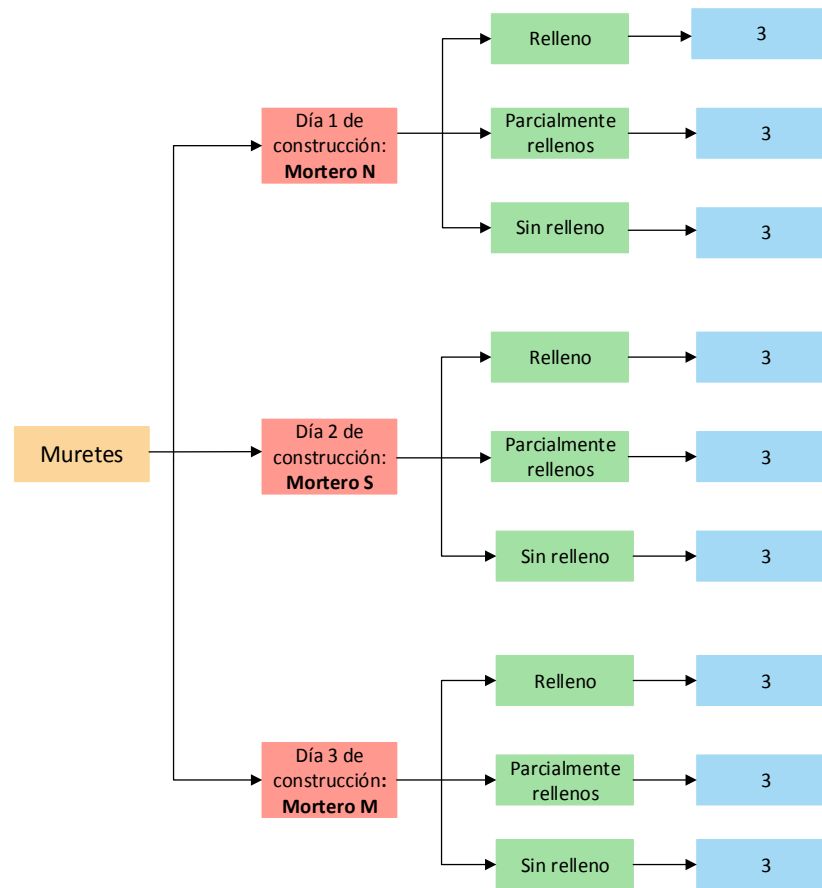 Muretes
Día 1 de
construcción:
Mortero N
Relleno
3
Parcialmente
rellenos
3
Sin relleno
3
Día 2 de
construcción:
Mortero S
Relleno
3
Parcialmente
rellenos
3
Sin relleno
3
Día 3 de
construcción:
Mortero M
Relleno
3
Parcialmente
rellenos
3
Sin relleno
3